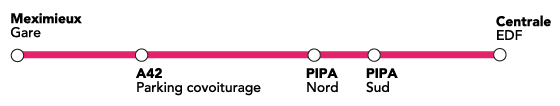 Meximieux
Gare
Centrale
EDF
A42
Parking covoiturage
PIPA
Nord
PIPA
Sud